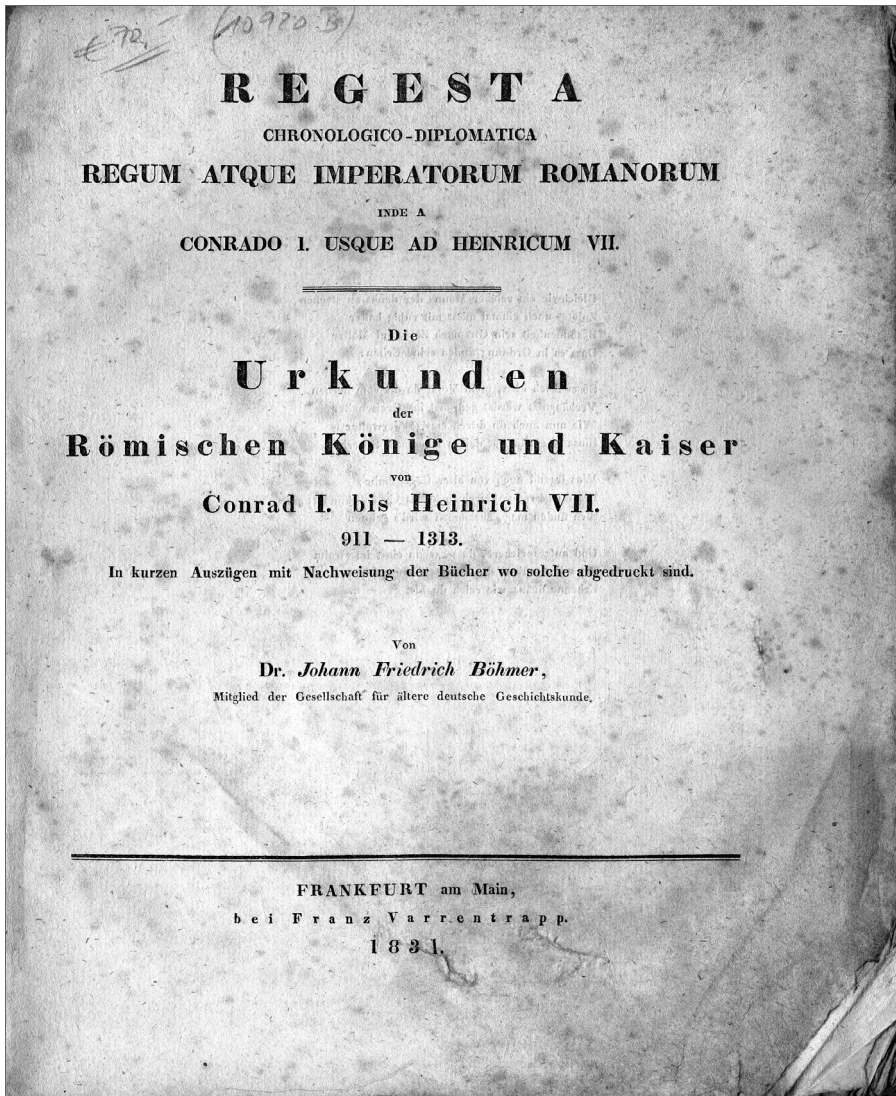 (10920 B)
REGESTA
CHRONOLOGICO-DIPLOMATICA
REGUM ATQUE IMPERATORUM ROMANORUM
INDE A
CONRADO I. USQUE AD HEINRICUM VII.
Die
Urkunden
der
Römischen Könige und Kaiser
von
Conrad I. bis Heinrich VII.
911 — 1313.
In kurzen Auszügen mit Nachweisung der Bücher wo solche abgedruckt sind.
Von
Dr. Johann Friedrich Böhmer,
Mitglied der Gesellschaft für ältere deutsche Geschichtskunde.
FRANKFURT am Main,
bei Franz Varrentrapp.
1831.